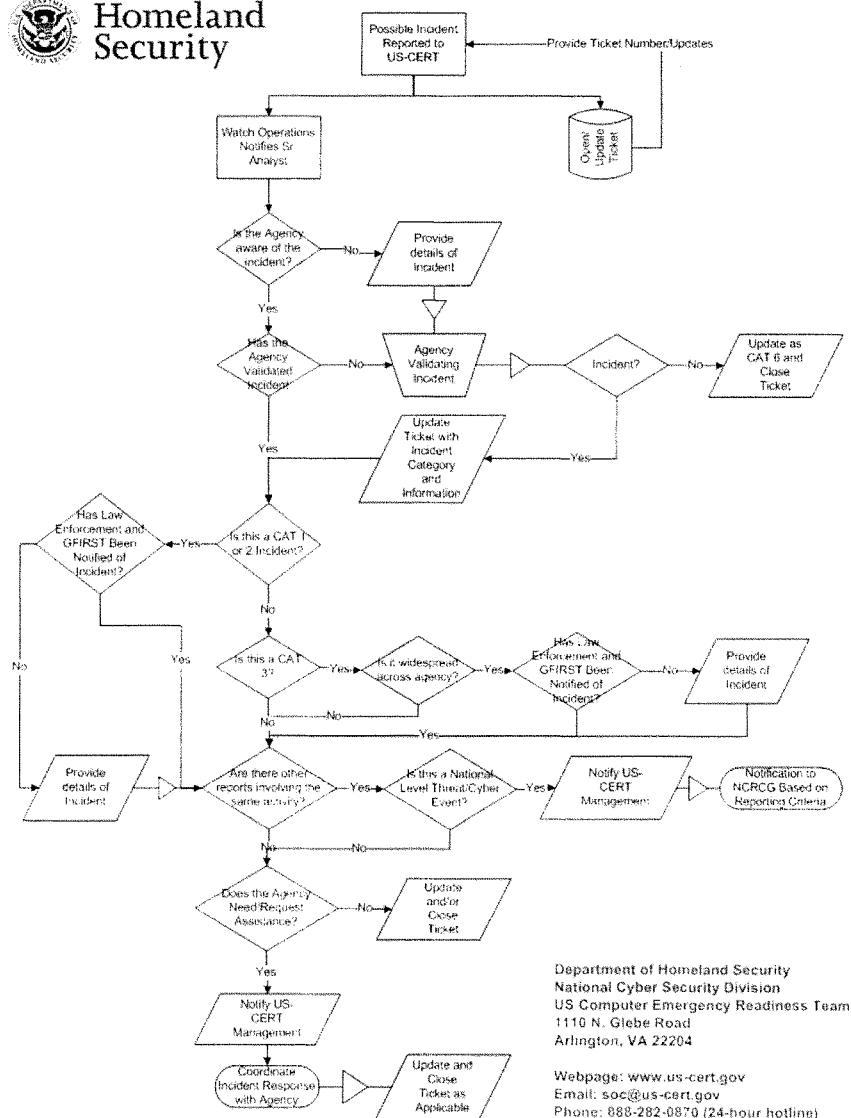 U.S. DEPARTMENT OF HOMELAND SECURITY
Homeland
Security
Possible Incident
Reported to
US-CERT
Provide Ticket Number/Updates
Watch Operations
Notifies Sr
Analyst
Open/
Update
Ticket
Is the Agency
aware of the
incident?
No
Provide
details of
Incident
Yes
Has the
Agency
Validated
Incident
No
Agency
Validating
Incident
Incident?
No
Update as
CAT 6 and
Close
Ticket
Yes
Update
Ticket with
Incident
Category
and
Information
Yes
Has Law
Enforcement and
GFIRST Been
Notified of
Incident?
Yes
Is this a CAT 1
or 2 Incident?
No
No
Yes
Is this a CAT
3?
Yes
Is it widespread
across agency?
Yes
Has Law
Enforcement and
GFIRST Been
Notified of
Incident?
No
Provide
details of
Incident
No
No
Yes
Provide
details of
Incident
Are there other
reports involving the
same activity?
Yes
Is this a National
Level Threat/Cyber
Event?
Yes
Notify US-
CERT
Management
Notification to
NCRCG Based on
Reporting Criteria
No
No
Does the Agency
Need/Request
Assistance?
No
Update
and/or
Close
Ticket
Yes
Notify US-
CERT
Management
Coordinate
Incident Response
with Agency
Update and
Close
Ticket as
Applicable
Department of Homeland Security
National Cyber Security Division
US Computer Emergency Readiness Team
1110 N. Glebe Road
Arlington, VA 22204
Webpage: www.us-cert.gov
Email: soc@us-cert.gov
Phone: 888-282-0870 (24-hour hotline)